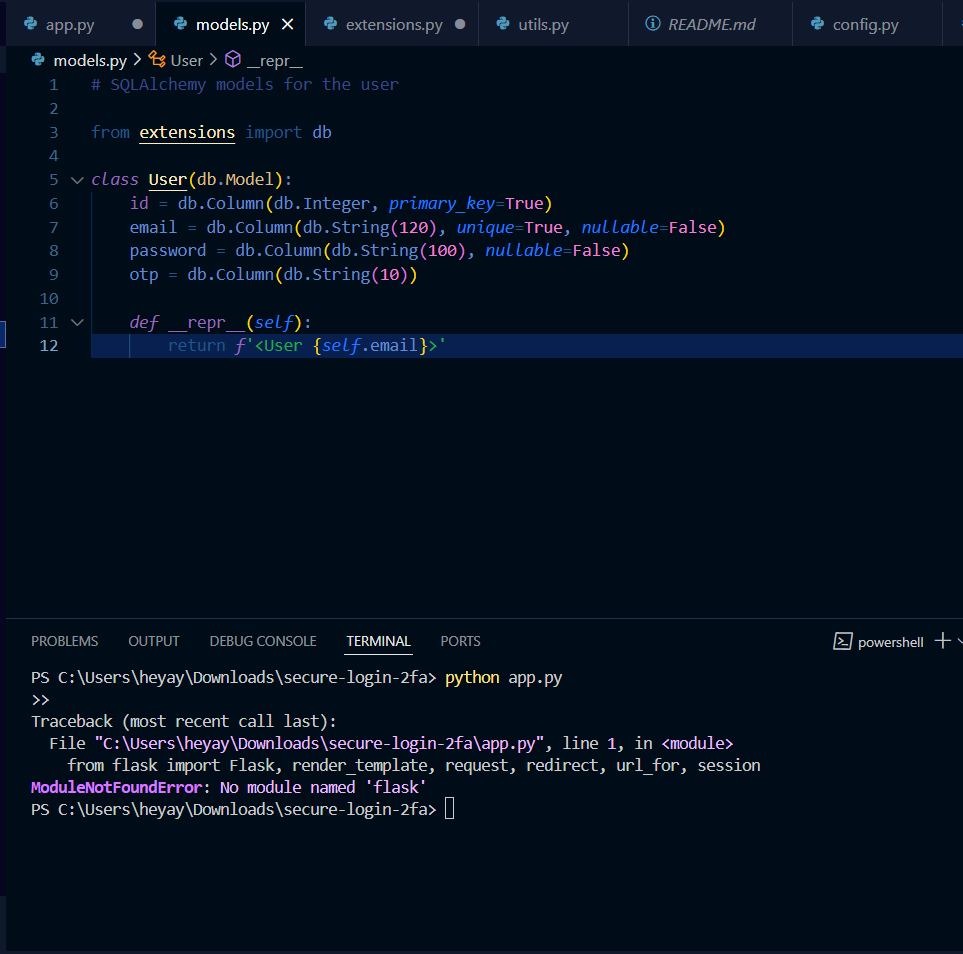 app.py models.py extensions.py utils.py README.md config.py
models.py > User > __repr__
1 # SQLAlchemy models for the user
2
3 from extensions import db
4
5 class User(db.Model):
6 id = db.Column(db.Integer, primary_key=True)
7 email = db.Column(db.String(120), unique=True, nullable=False)
8 password = db.Column(db.String(100), nullable=False)
9 otp = db.Column(db.String(10))
10
11 def __repr__(self):
12 return f'<User {self.email}>'
PROBLEMS OUTPUT DEBUG CONSOLE TERMINAL PORTS powershell
PS C:\Users\heyay\Downloads\secure-login-2fa> python app.py
>>
Traceback (most recent call last):
File "C:\Users\heyay\Downloads\secure-login-2fa\app.py", line 1, in <module>
from flask import Flask, render_template, request, redirect, url_for, session
ModuleNotFoundError: No module named 'flask'
PS C:\Users\heyay\Downloads\secure-login-2fa>